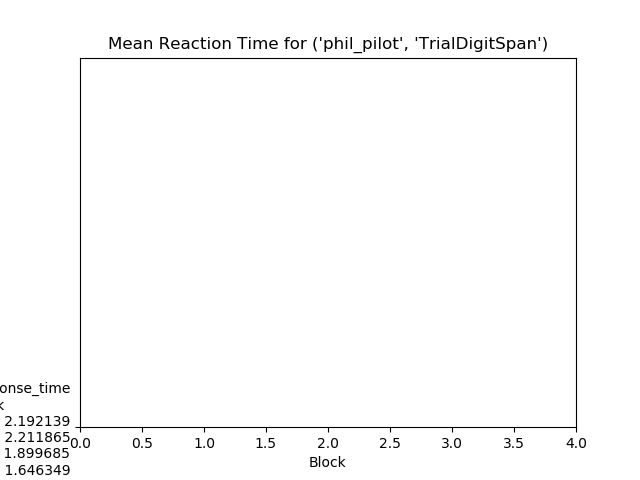 Mean Reaction Time for ('phil_pilot', 'TrialDigitSpan')
onse_time
k
2.192139
2.211865
1.899685
1.646349
0.0 0.5 1.0 1.5 2.0 2.5 3.0 3.5 4.0
Block